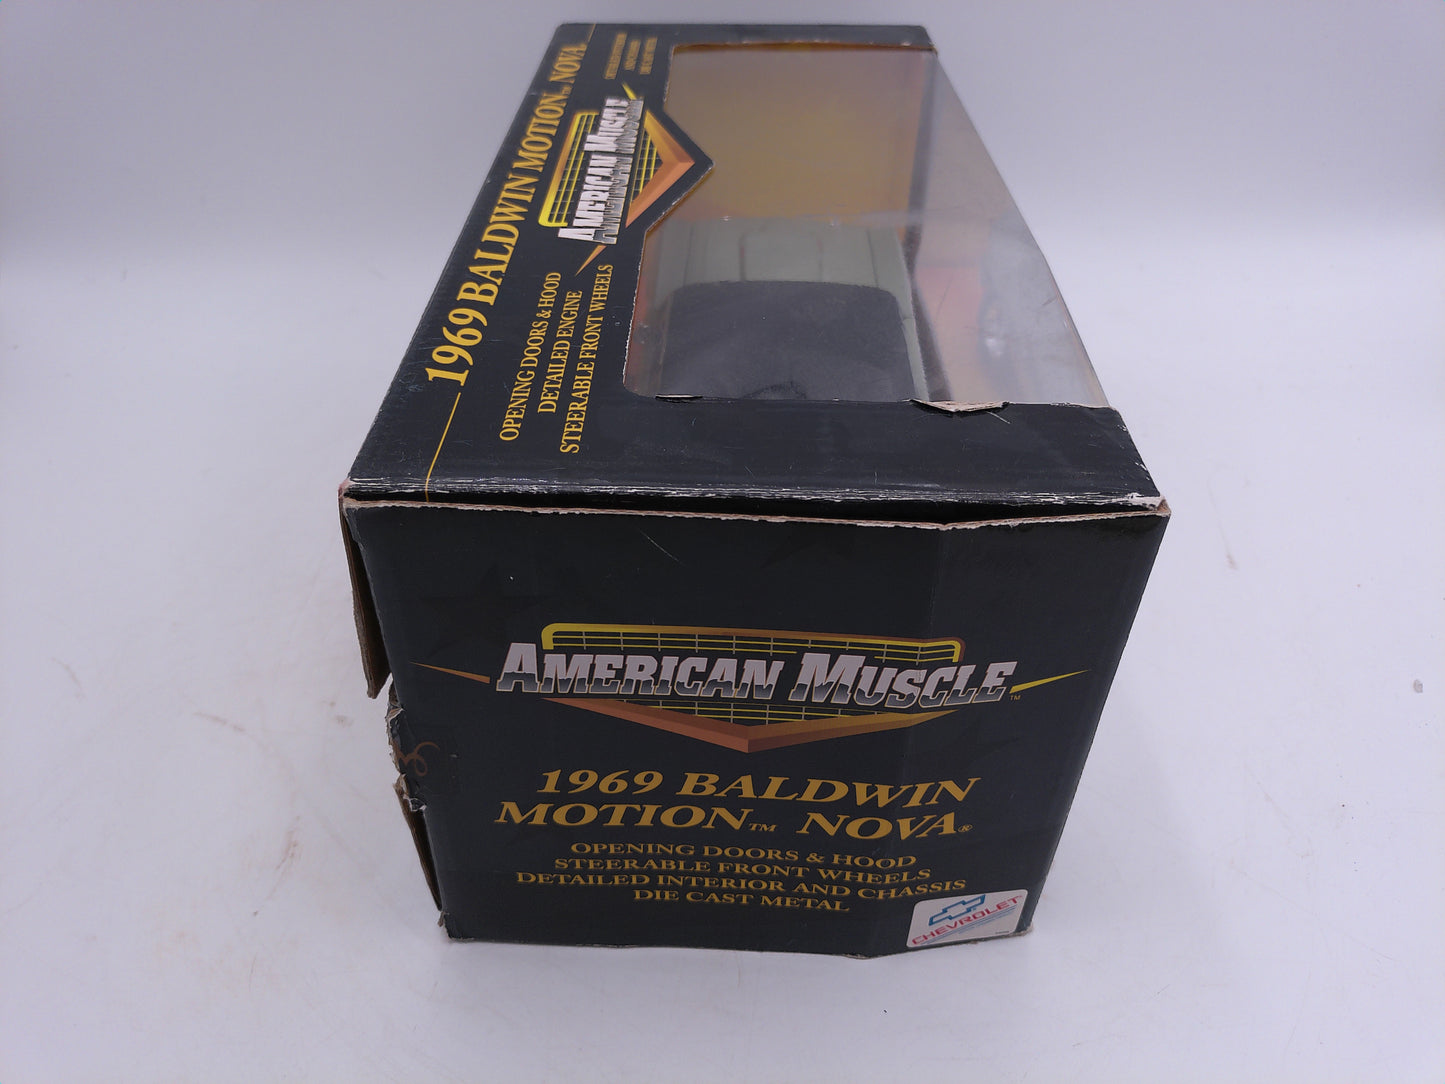 1969 BALDWIN MOTION™ NOVA®
AMERICAN MUSCLE
OPENING DOORS & HOOD
DETAILED ENGINE
STEERABLE FRONT WHEELS
AMERICAN MUSCLE™
1969 BALDWIN
MOTION™ NOVA®
OPENING DOORS & HOOD
STEERABLE FRONT WHEELS
DETAILED INTERIOR AND CHASSIS
DIE CAST METAL
CHEVROLET